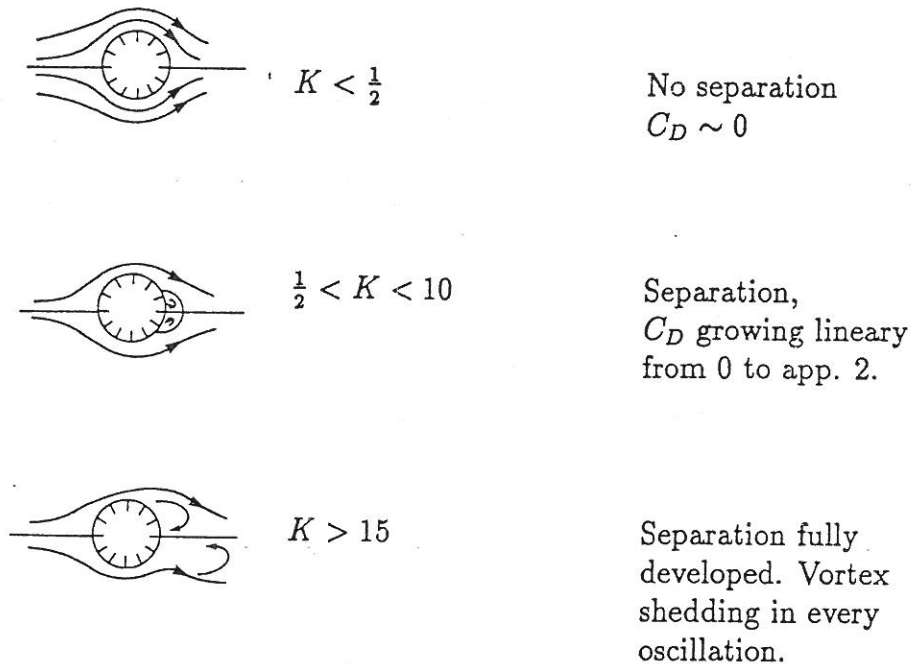 K < 1/2
No separation
C_D ∼ 0
1/2 < K < 10
Separation,
C_D growing lineary
from 0 to app. 2.
K > 15
Separation fully
developed. Vortex
shedding in every
oscillation.